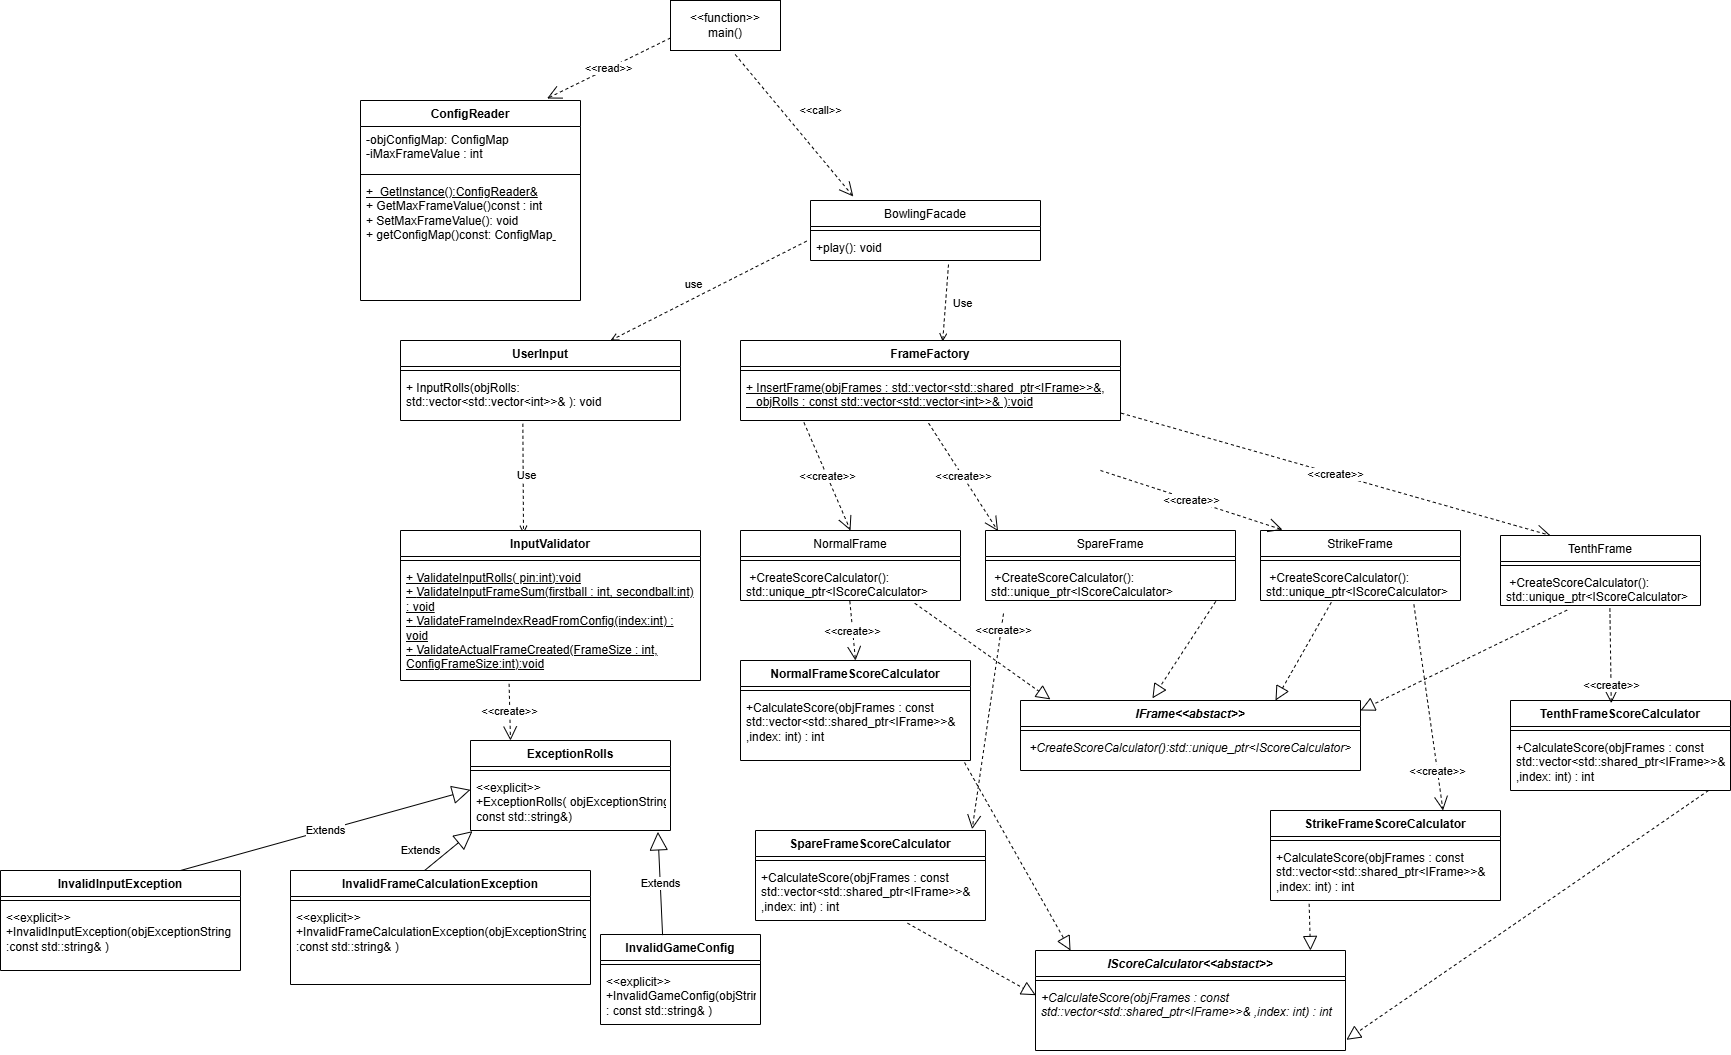 <<function>>
main()
<<read>>
<<call>>
ConfigReader
-objConfigMap: ConfigMap
-iMaxFrameValue : int
+ GetInstance():ConfigReader&
+ GetMaxFrameValue()const : int
+ SetMaxFrameValue(): void
+ getConfigMap()const: ConfigMap_
BowlingFacade
+play(): void
use
Use
UserInput
+ InputRolls(objRolls:
std::vector<std::vector<int>>& ): void
FrameFactory
+ InsertFrame(objFrames : std::vector<std::shared_ptr<IFrame>>&,
objRolls : const std::vector<std::vector<int>>& ):void
Use
<<create>>
<<create>>
<<create>>
<<create>>
InputValidator
+ ValidateInputRolls( pin:int):void
+ ValidateInputFrameSum(firstball : int, secondball:int)
: void
+ ValidateFrameIndexReadFromConfig(index:int) :
void
+ ValidateActualFrameCreated(FrameSize : int,
ConfigFrameSize:int):void
NormalFrame
+CreateScoreCalculator():
std::unique_ptr<IScoreCalculator>
SpareFrame
+CreateScoreCalculator():
std::unique_ptr<IScoreCalculator>
StrikeFrame
+CreateScoreCalculator():
std::unique_ptr<IScoreCalculator>
TenthFrame
+CreateScoreCalculator():
std::unique_ptr<IScoreCalculator>
<<create>>
<<create>>
<<create>>
<<create>>
<<create>>
NormalFrameScoreCalculator
+CalculateScore(objFrames : const
std::vector<std::shared_ptr<IFrame>>&
,index: int) : int
IFrame<<abstact>>
+CreateScoreCalculator():std::unique_ptr<IScoreCalculator>
TenthFrameScoreCalculator
+CalculateScore(objFrames : const
std::vector<std::shared_ptr<IFrame>>&
,index: int) : int
ExceptionRolls
<<explicit>>
+ExceptionRolls( objExceptionString
const std::string&)
Extends
Extends
Extends
SpareFrameScoreCalculator
+CalculateScore(objFrames : const
std::vector<std::shared_ptr<IFrame>>&
,index: int) : int
StrikeFrameScoreCalculator
+CalculateScore(objFrames : const
std::vector<std::shared_ptr<IFrame>>&
,index: int) : int
InvalidInputException
<<explicit>>
+InvalidInputException(objExceptionString
:const std::string& )
InvalidFrameCalculationException
<<explicit>>
+InvalidFrameCalculationException(objExceptionString
:const std::string& )
InvalidGameConfig
<<explicit>>
+InvalidGameConfig(objStrin
: const std::string& )
IScoreCalculator<<abstact>>
+CalculateScore(objFrames : const
std::vector<std::shared_ptr<IFrame>>& ,index: int) : int